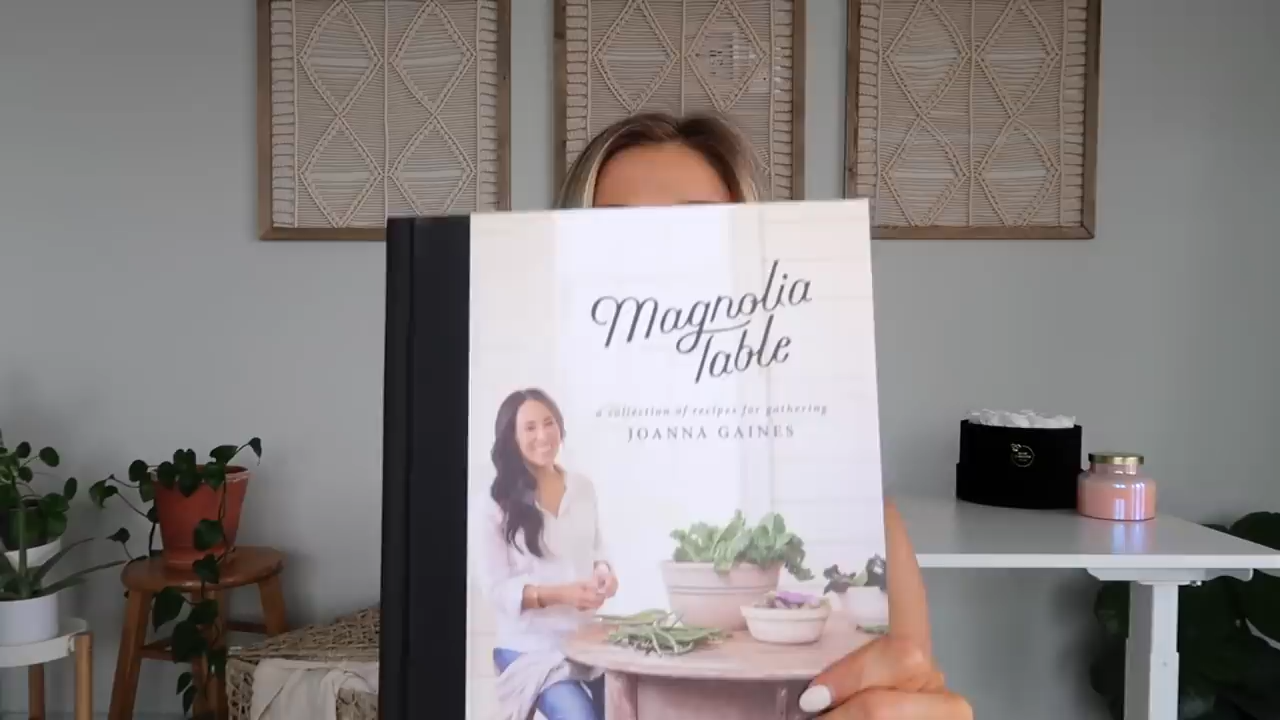 Magnolia
Table
a collection of recipes for gathering
JOANNA GAINES